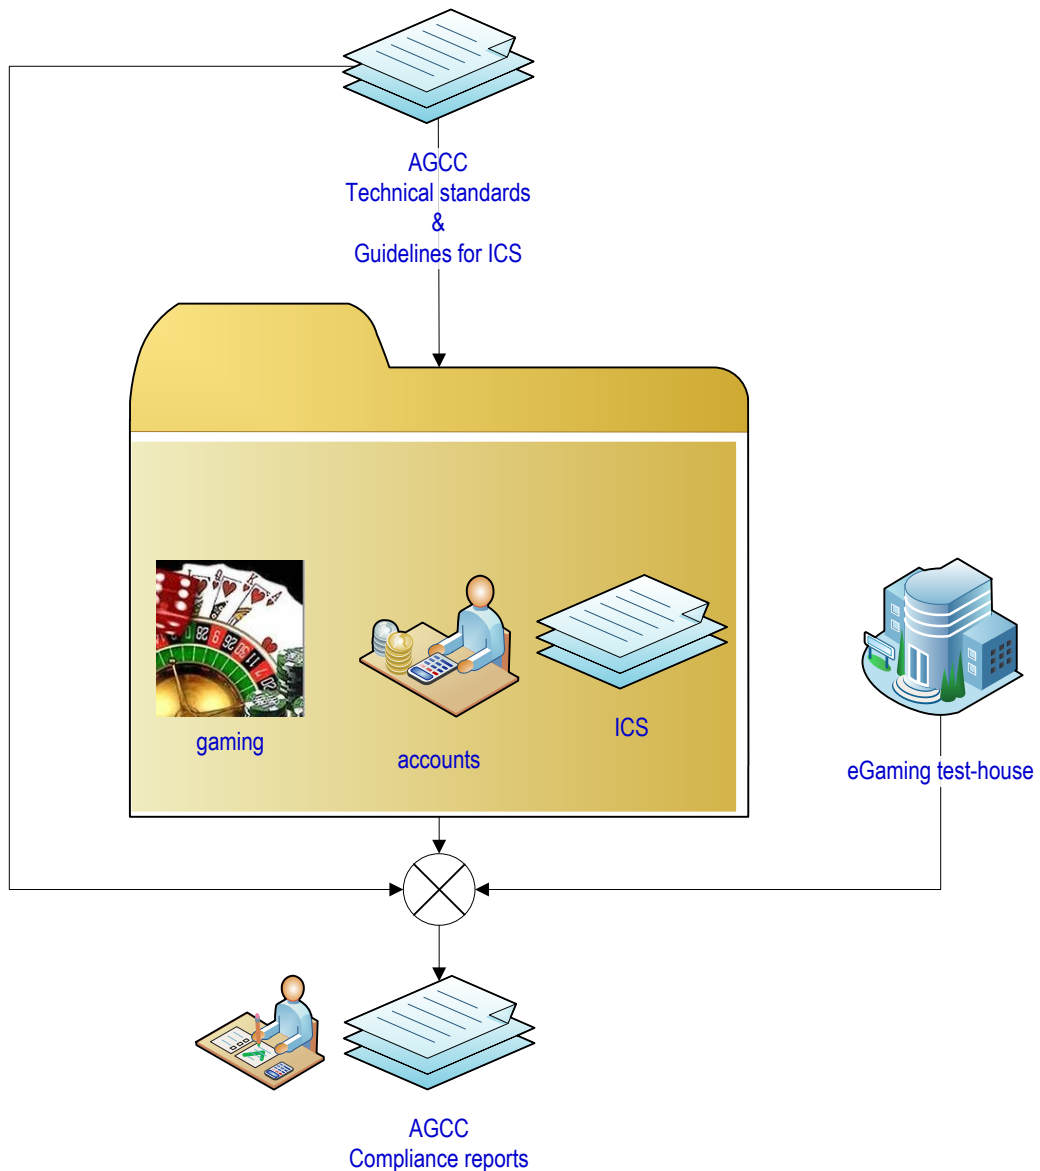 AGCC
Technical standards
&
Guidelines for ICS
gaming
accounts
ICS
eGaming test-house
AGCC
Compliance reports